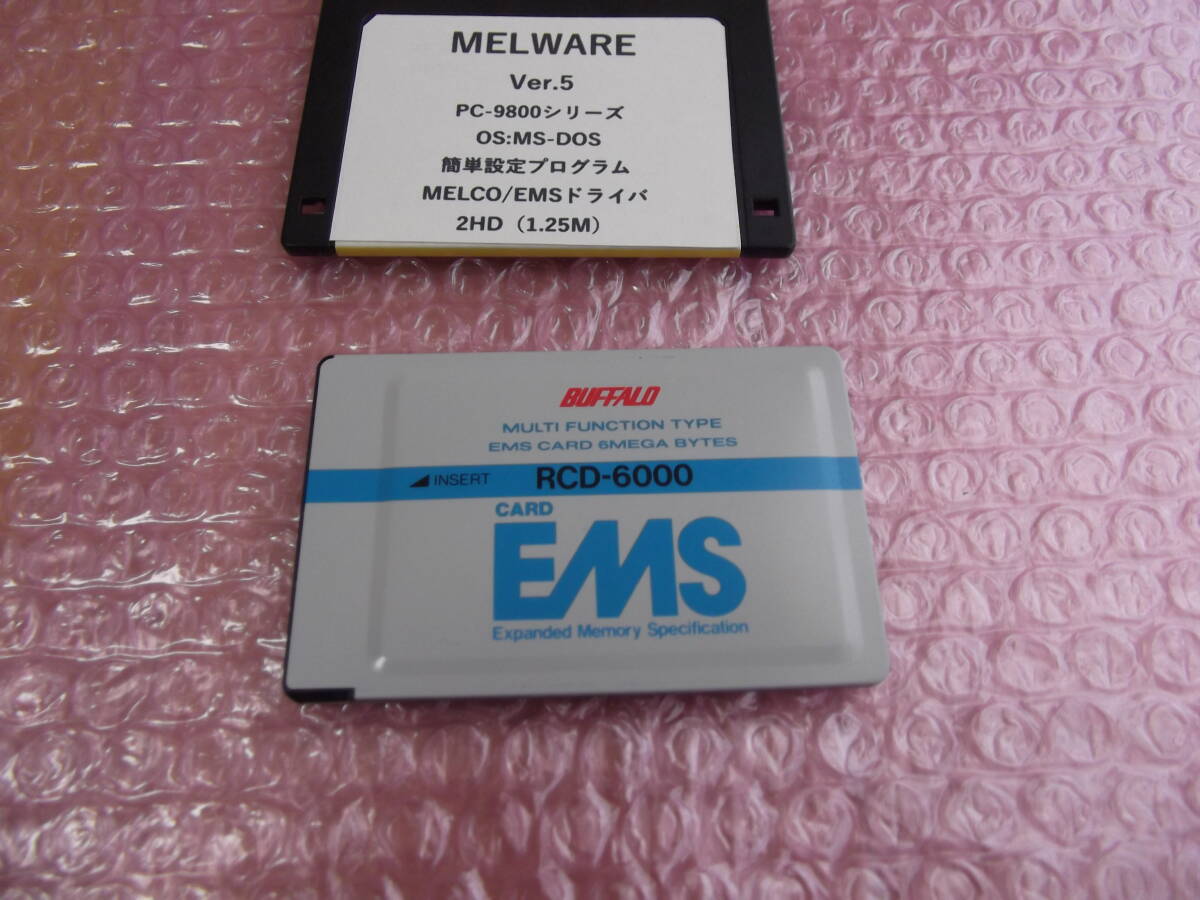 MELWARE
Ver.5
PC-9800シリーズ
OS:MS-DOS
簡単設定プログラム
MELCO/EMSドライバ
2HD（1.25M）
BUFFALO
MULTI FUNCTION TYPE
EMS CARD 6MEGA BYTES
INSERT RCD-6000
CARD
EMS
Expanded Memory Specification